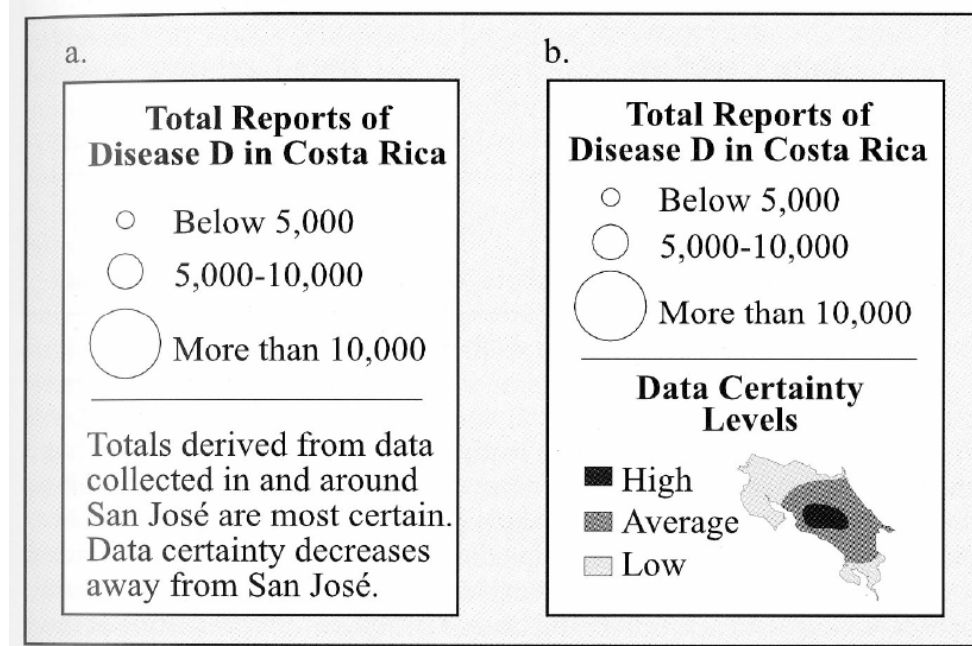 a.
Total Reports of
Disease D in Costa Rica
Below 5,000
5,000-10,000
More than 10,000
Totals derived from data
collected in and around
San José are most certain.
Data certainty decreases
away from San José.
b.
Total Reports of
Disease D in Costa Rica
Below 5,000
5,000-10,000
More than 10,000
Data Certainty
Levels
High
Average
Low